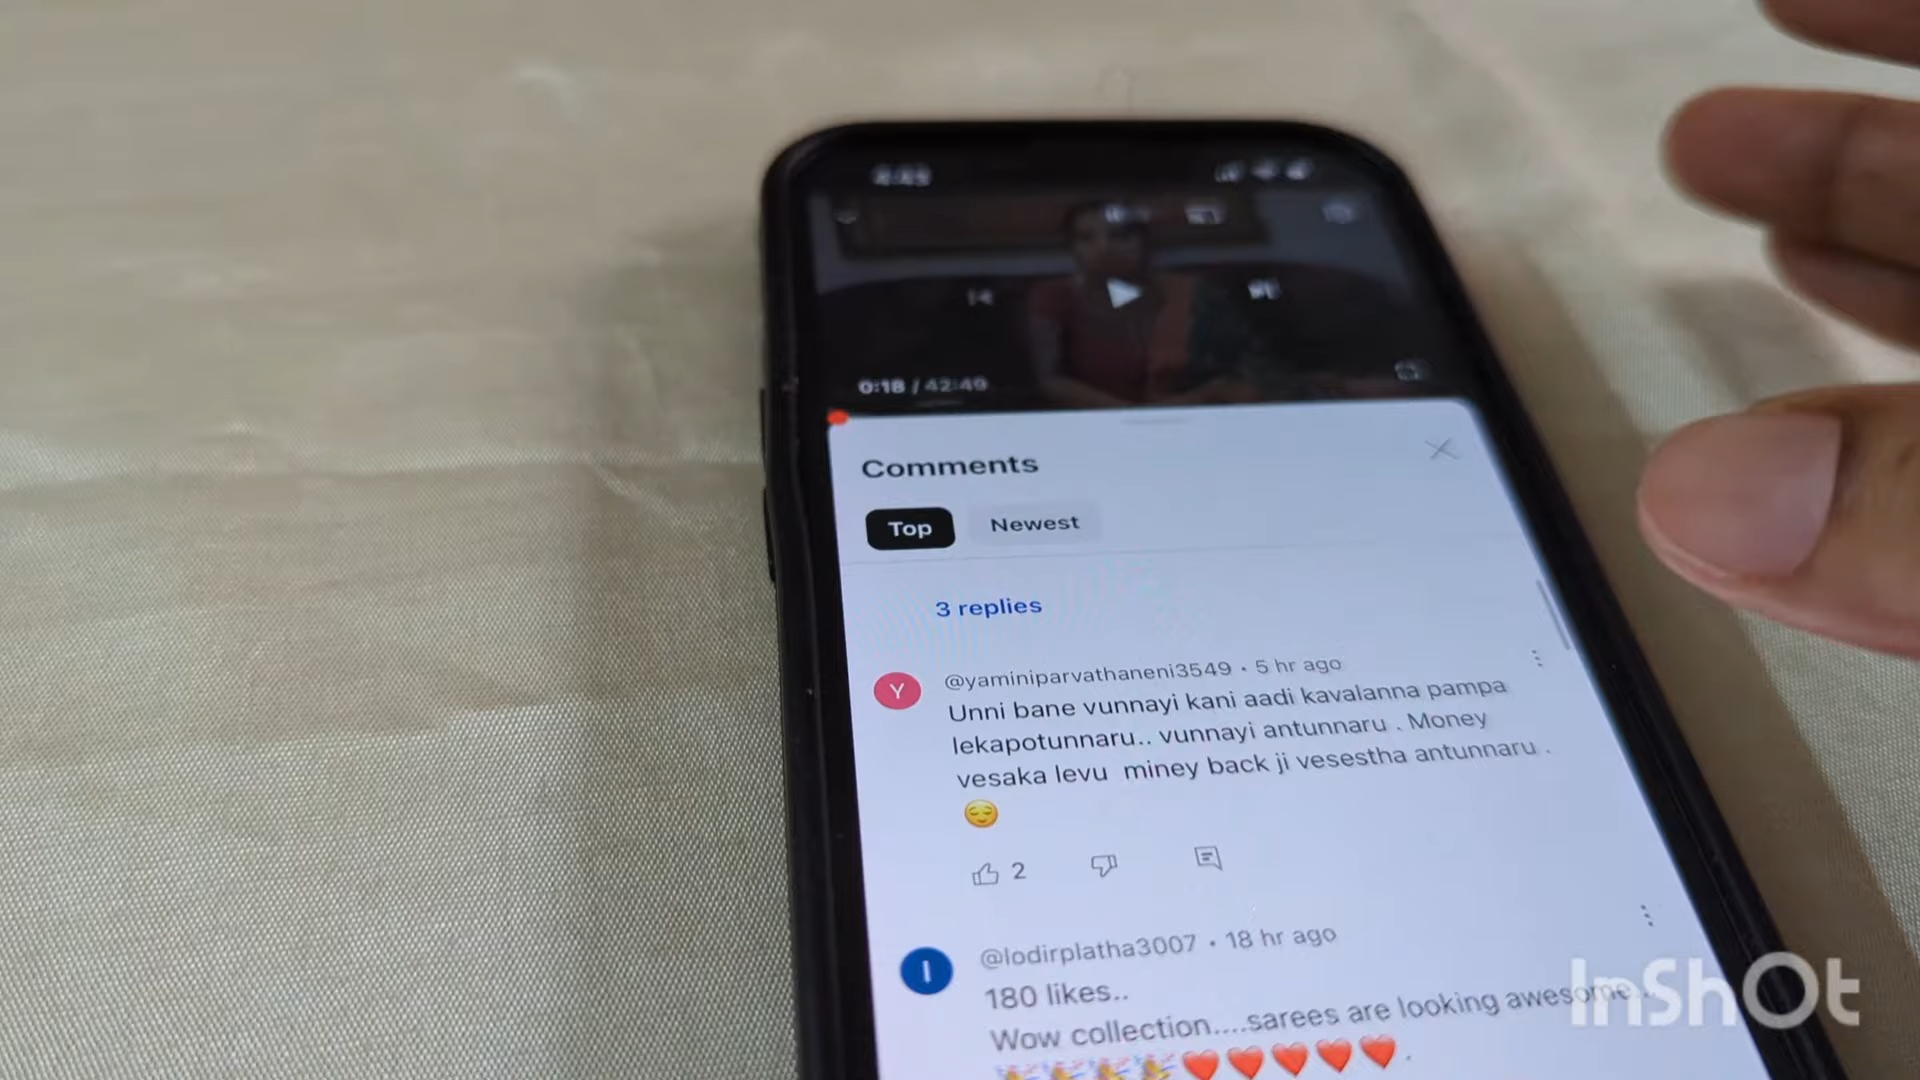 4:43
0:18 / 42:49
Comments
Top
Newest
3 replies
Y
@yaminiparvathaneni3549 • 5 hr ago
Unni bane vunnayi kani aadi kavalanna pampa
lekapotunnaru.. vunnayi antunnaru . Money
vesaka levu miney back ji vesestha antunnaru .
😌
2
I
@lodirplatha3007 • 18 hr ago
180 likes..
Wow collection....sarees are looking awesome...
❤️❤️❤️❤️❤️ .
InShOt